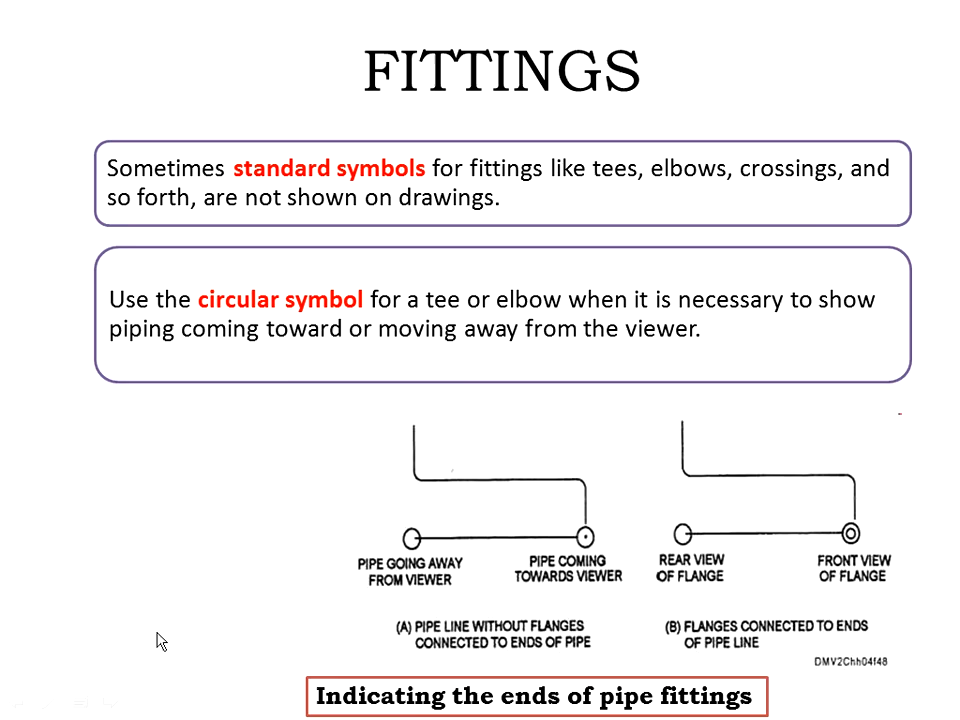 FITTINGS
Sometimes standard symbols for fittings like tees, elbows, crossings, and
so forth, are not shown on drawings.
Use the circular symbol for a tee or elbow when it is necessary to show
piping coming toward or moving away from the viewer.
PIPE GOING AWAY
FROM VIEWER
PIPE COMING
TOWARDS VIEWER
REAR VIEW
OF FLANGE
FRONT VIEW
OF FLANGE
(A) PIPE LINE WITHOUT FLANGES
CONNECTED TO ENDS OF PIPE
(B) FLANGES CONNECTED TO ENDS
OF PIPE LINE
DMV2Chh04f48
Indicating the ends of pipe fittings